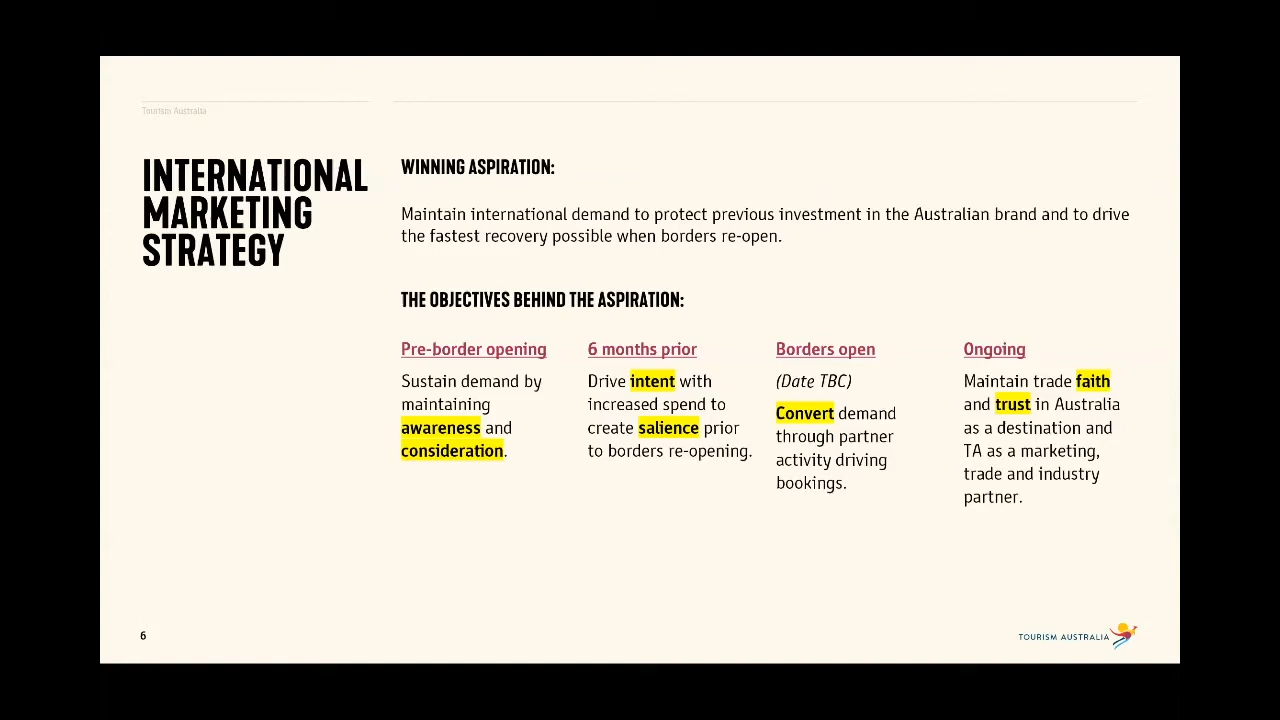 Tourism Australia
INTERNATIONAL
MARKETING
STRATEGY
WINNING ASPIRATION:
Maintain international demand to protect previous investment in the Australian brand and to drive
the fastest recovery possible when borders re-open.
THE OBJECTIVES BEHIND THE ASPIRATION:
Pre-border opening
Sustain demand by
maintaining
awareness and
consideration.
6 months prior
Drive intent with
increased spend to
create salience prior
to borders re-opening.
Borders open
(Date TBC)
Convert demand
through partner
activity driving
bookings.
Ongoing
Maintain trade faith
and trust in Australia
as a destination and
TA as a marketing,
trade and industry
partner.
6
TOURISM AUSTRALIA